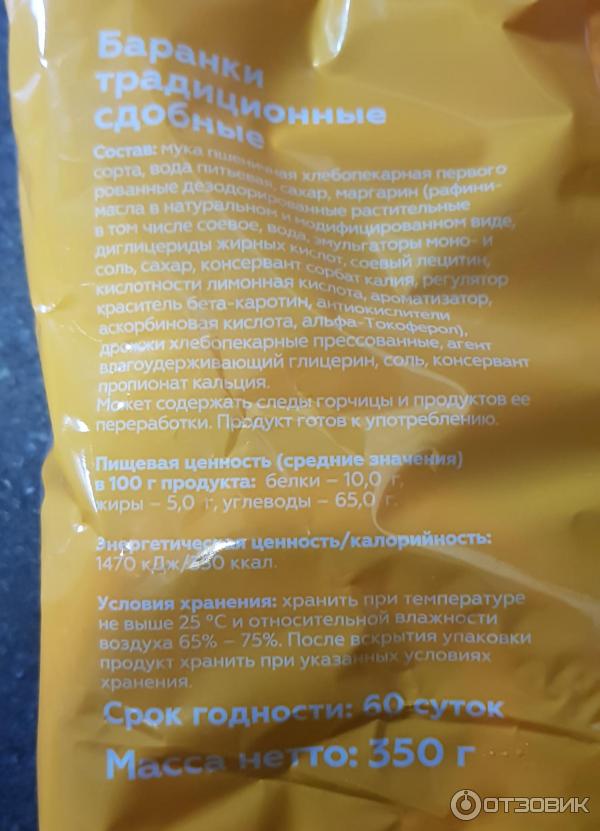 Баранки
традиционные
сдобные
Состав: мука пшеничная хлебопекарная первого
сорта, вода питьевая, сахар, маргарин (рафини-
рованные дезодорированные растительные
масла в натуральном и модифицированном виде,
в том числе соевое, вода, эмульгаторы моно- и
диглицериды жирных кислот, соевый лецитин,
соль, сахар, консервант сорбат калия, регулятор
кислотности лимонная кислота, ароматизатор,
краситель бета-каротин, антиокислители
аскорбиновая кислота, альфа-Токоферол),
дрожжи хлебопекарные прессованные, агент
влагоудерживающий глицерин, соль, консервант
пропионат кальция.
Может содержать следы горчицы и продуктов ее
переработки. Продукт готов к употреблению.
Пищевая ценность (средние значения)
в 100 г продукта: белки – 10,0 г,
жиры – 5,0 г, углеводы – 65,0 г.
Энергетическая ценность/калорийность:
1470 кДж/350 ккал.
Условия хранения: хранить при температуре
не выше 25 °С и относительной влажности
воздуха 65% – 75%. После вскрытия упаковки
продукт хранить при указанных условиях
хранения.
Срок годности: 60 суток
Масса нетто: 350 г
ОТЗОВИК